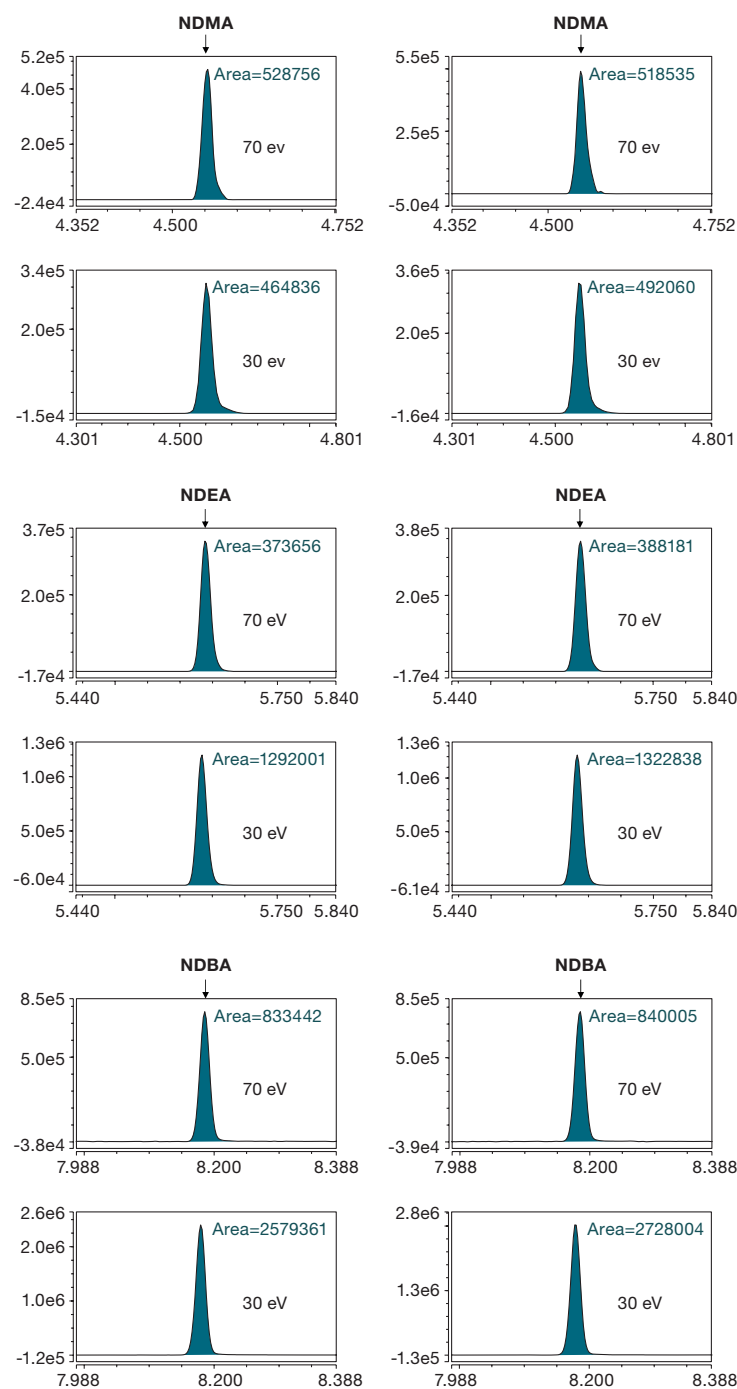 NDMA
5.2e5
4.0e5
2.0e5
-2.4e4
Area=528756
70 ev
4.352 4.500 4.752
NDMA
5.5e5
2.5e5
-5.0e4
Area=518535
70 ev
4.352 4.500 4.752
3.4e5
2.0e5
-1.5e4
Area=464836
30 ev
4.301 4.500 4.801
3.6e5
2.0e5
-1.6e4
Area=492060
30 ev
4.301 4.500 4.801
NDEA
3.7e5
2.0e5
-1.7e4
Area=373656
70 eV
5.440 5.750 5.840
NDEA
3.8e5
2.0e5
-1.7e4
Area=388181
70 eV
5.440 5.750 5.840
1.3e6
1.0e6
5.0e5
-6.0e4
Area=1292001
30 eV
5.440 5.750 5.840
1.3e6
1.0e6
5.0e5
-6.1e4
Area=1322838
30 eV
5.440 5.750 5.840
NDBA
8.5e5
5.0e5
-3.8e4
Area=833442
70 eV
7.988 8.200 8.388
NDBA
8.5e5
5.0e5
-3.9e4
Area=840005
70 eV
7.988 8.200 8.388
2.6e6
2.0e6
1.0e6
-1.2e5
Area=2579361
30 eV
7.988 8.200 8.388
2.8e6
1.3e6
-1.3e5
Area=2728004
30 eV
7.988 8.200 8.388